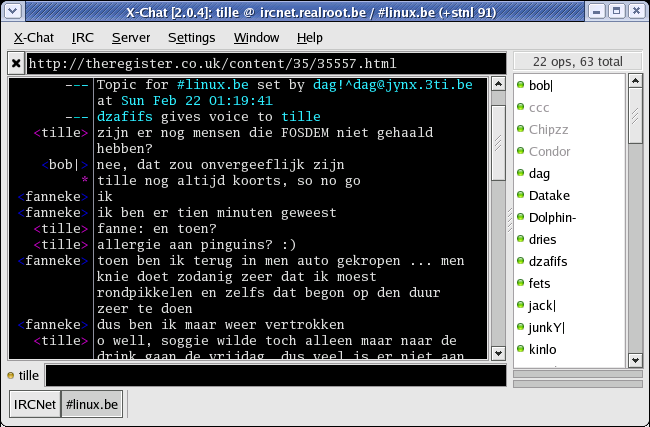 X-Chat [2.0.4]: tille @ ircnet.realroot.be / #linux.be (+stnl 91)
X-Chat IRC Server Settings Window Help
http://theregister.co.uk/content/35/35557.html
22 ops, 63 total
--- Topic for #linux.be set by dag!^dag@jynx.3ti.be
at Sun Feb 22 01:19:41
--- dzafifs gives voice to tille
<tille> zijn er nog mensen die FOSDEM niet gehaald
hebben?
<bob|> nee, dat zou onvergeeflijk zijn
* tille nog altijd koorts, so no go
<fanneke> ik
<fanneke> ik ben er tien minuten geweest
<tille> fanne: en toen?
<tille> allergie aan pinguins? :)
<fanneke> toen ben ik terug in men auto gekropen ... men
knie doet zodanig zeer dat ik moest
rondpikkelen en zelfs dat begon op den duur
zeer te doen
<fanneke> dus ben ik maar weer vertrokken
<tille> o well, soggie wilde toch alleen maar naar de
drink gaan de vrijdag, dus veel is er niet aan
bob|
ccc
Chipzz
Condor
dag
Datake
Dolphin-
dries
dzafifs
fets
jack|
junkY|
kinlo
tille
IRCNet
#linux.be